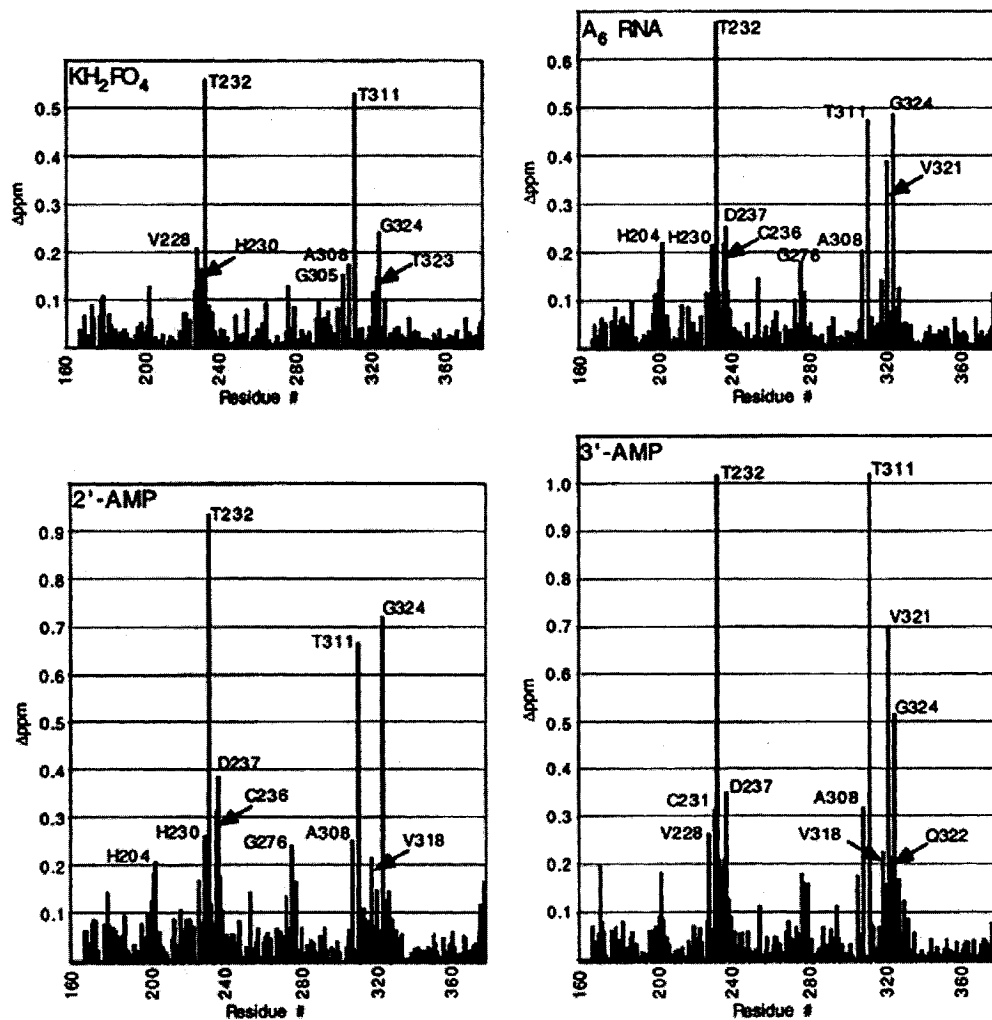 KH2PO4
T232
T311
V228
H230
G324
A308
G305
T323
0.5
0.4
0.3
0.2
0.1
Δppm
160
200
240
280
320
360
Residue #
A6 RNA
T232
T311
G324
V321
D237
C236
H204
H230
G276
A308
0.6
0.5
0.4
0.3
0.2
0.1
Δppm
160
200
240
280
320
360
Residue #
2'-AMP
T232
G324
T311
D237
C236
H230
H204
G276
A308
V318
0.9
0.8
0.7
0.6
0.5
0.4
0.3
0.2
0.1
Δppm
160
200
240
280
320
360
Residue #
3'-AMP
T232
T311
V321
G324
D237
C231
V228
A308
V318
Q322
1.0
0.9
0.8
0.7
0.6
0.5
0.4
0.3
0.2
0.1
Δppm
160
200
240
280
320
360
Residue #